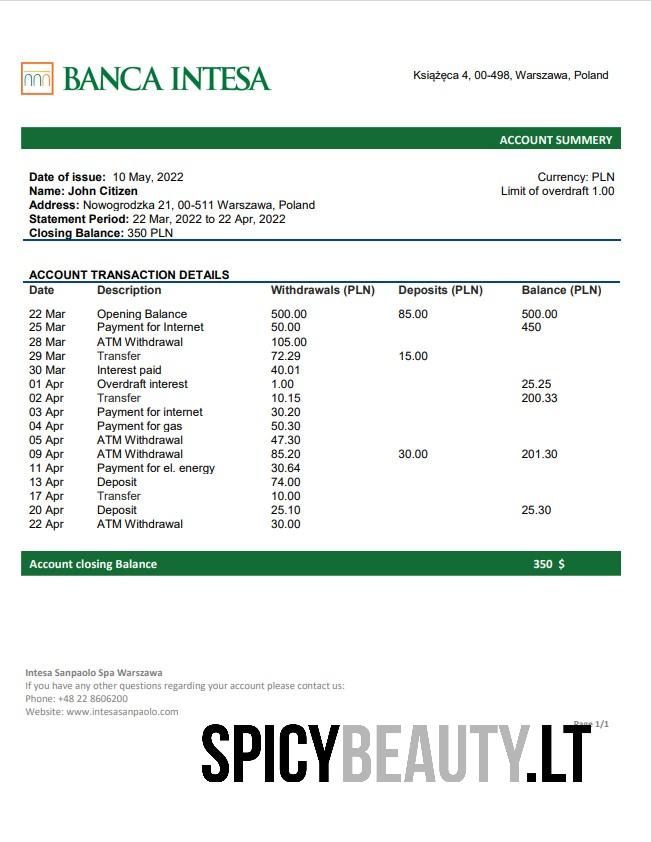 BANCA INTESA
Książęca 4, 00-498, Warszawa, Poland
ACCOUNT SUMMERY
Date of issue: 10 May, 2022 Currency: PLN
Name: John Citizen Limit of overdraft 1.00
Address: Nowogrodzka 21, 00-511 Warszawa, Poland
Statement Period: 22 Mar, 2022 to 22 Apr, 2022
Closing Balance: 350 PLN
ACCOUNT TRANSACTION DETAILS
Date Description Withdrawals (PLN) Deposits (PLN) Balance (PLN)
22 Mar Opening Balance 500.00 85.00 500.00
25 Mar Payment for Internet 50.00 450
28 Mar ATM Withdrawal 105.00
29 Mar Transfer 72.29 15.00
30 Mar Interest paid 40.01
01 Apr Overdraft interest 1.00 25.25
02 Apr Transfer 10.15 200.33
03 Apr Payment for internet 30.20
04 Apr Payment for gas 50.30
05 Apr ATM Withdrawal 47.30
09 Apr ATM Withdrawal 85.20 30.00 201.30
11 Apr Payment for el. energy 30.64
13 Apr Deposit 74.00
17 Apr Transfer 10.00
20 Apr Deposit 25.10 25.30
22 Apr ATM Withdrawal 30.00
Account closing Balance 350 $
Intesa Sanpaolo Spa Warszawa
If you have any other questions regarding your account please contact us:
Phone: +48 22 8606200
Website: www.intesasanpaolo.com
Page 1/1
SPICYBEAUTY.LT